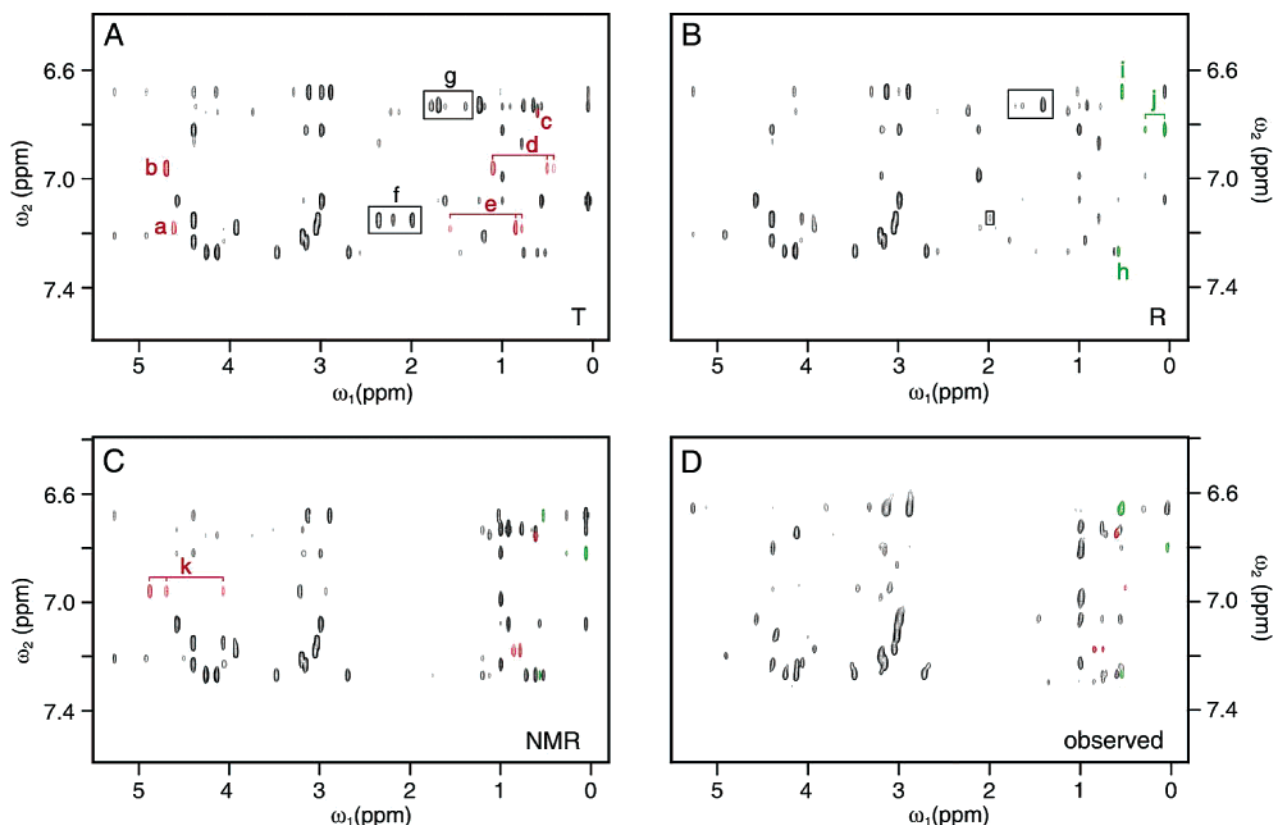 A
B
6.6
7.0
7.4
ω2 (ppm)
g
c
d
b
f
e
a
T
5 4 3 2 1 0
ω1(ppm)
i
j
h
R
6.6
7.0
7.4
ω2 (ppm)
5 4 3 2 1 0
ω1(ppm)
C
D
6.6
7.0
7.4
ω2 (ppm)
k
NMR
5 4 3 2 1 0
ω1(ppm)
observed
6.6
7.0
7.4
ω2 (ppm)
5 4 3 2 1 0
ω1(ppm)